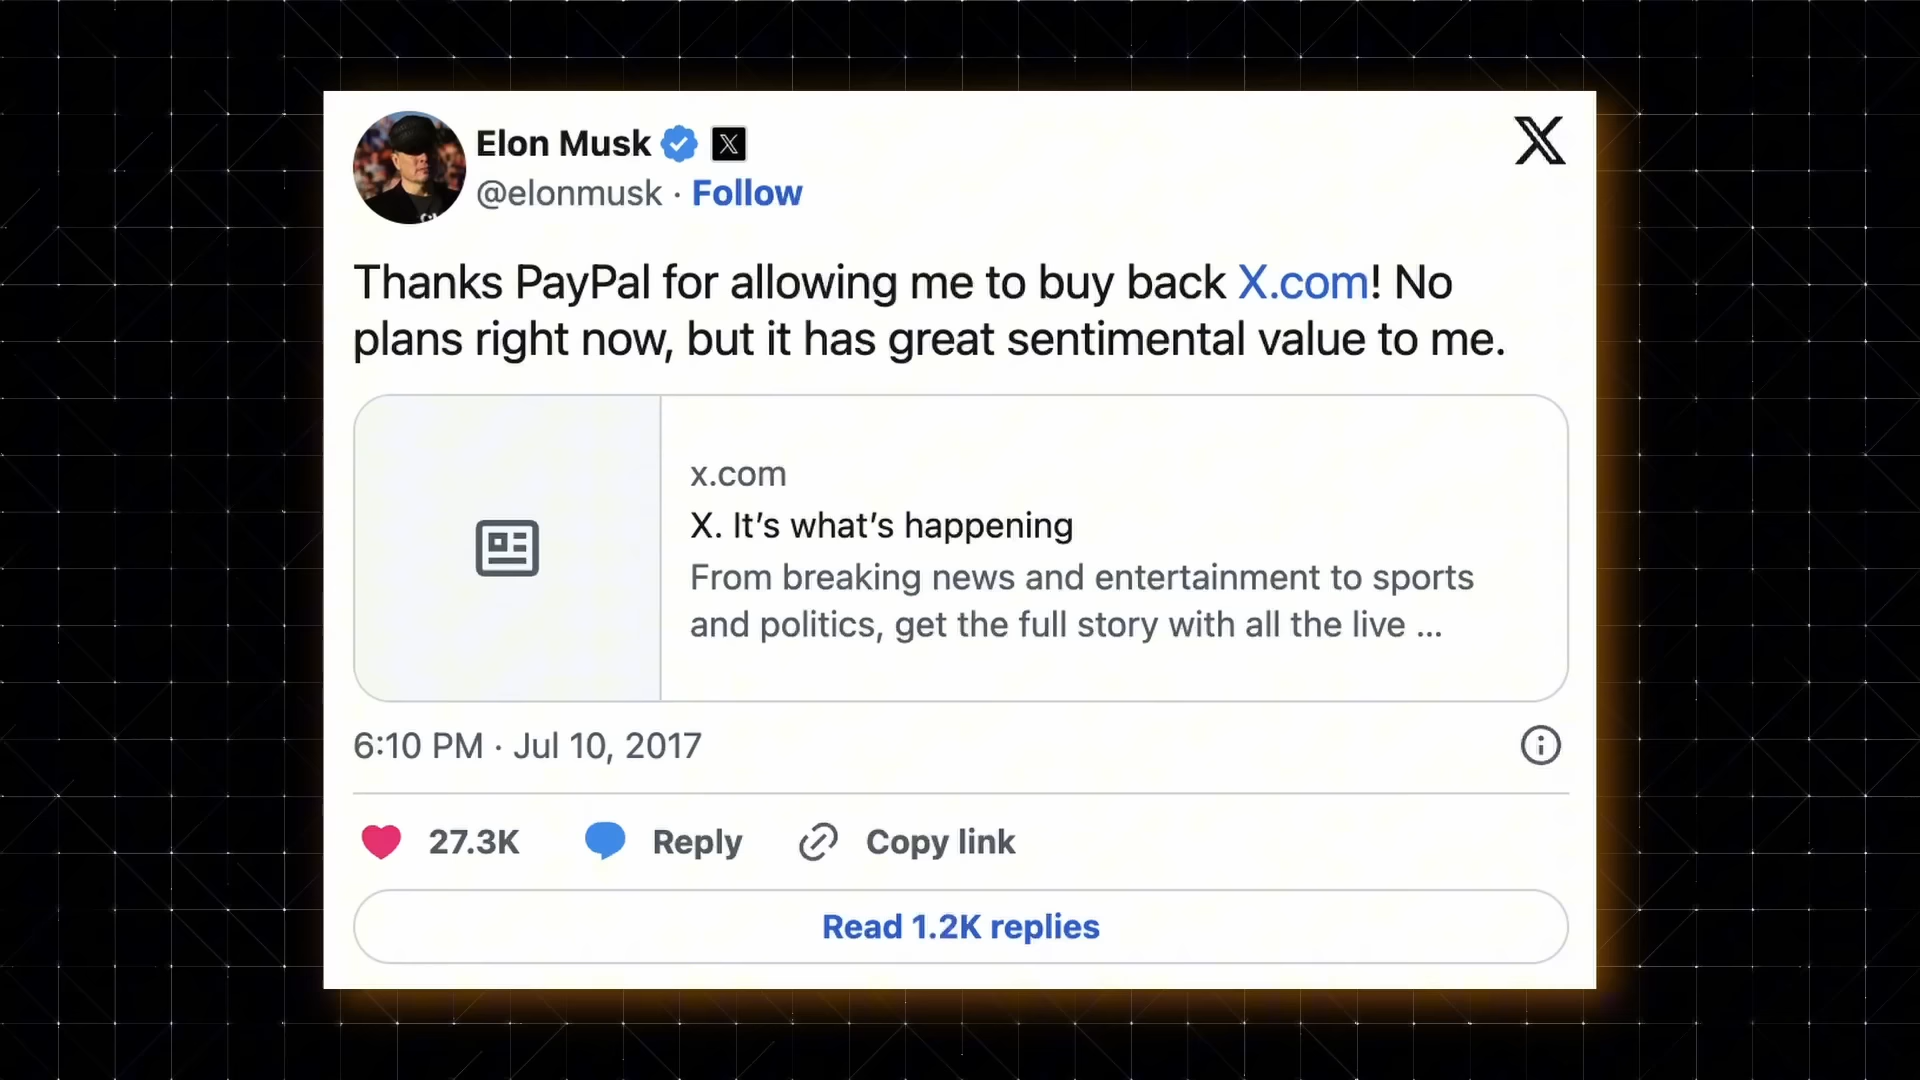 Elon Musk
@elonmusk · Follow
Thanks PayPal for allowing me to buy back X.com! No
plans right now, but it has great sentimental value to me.
x.com
X. It’s what’s happening
From breaking news and entertainment to sports
and politics, get the full story with all the live ...
6:10 PM · Jul 10, 2017
27.3K Reply Copy link
Read 1.2K replies